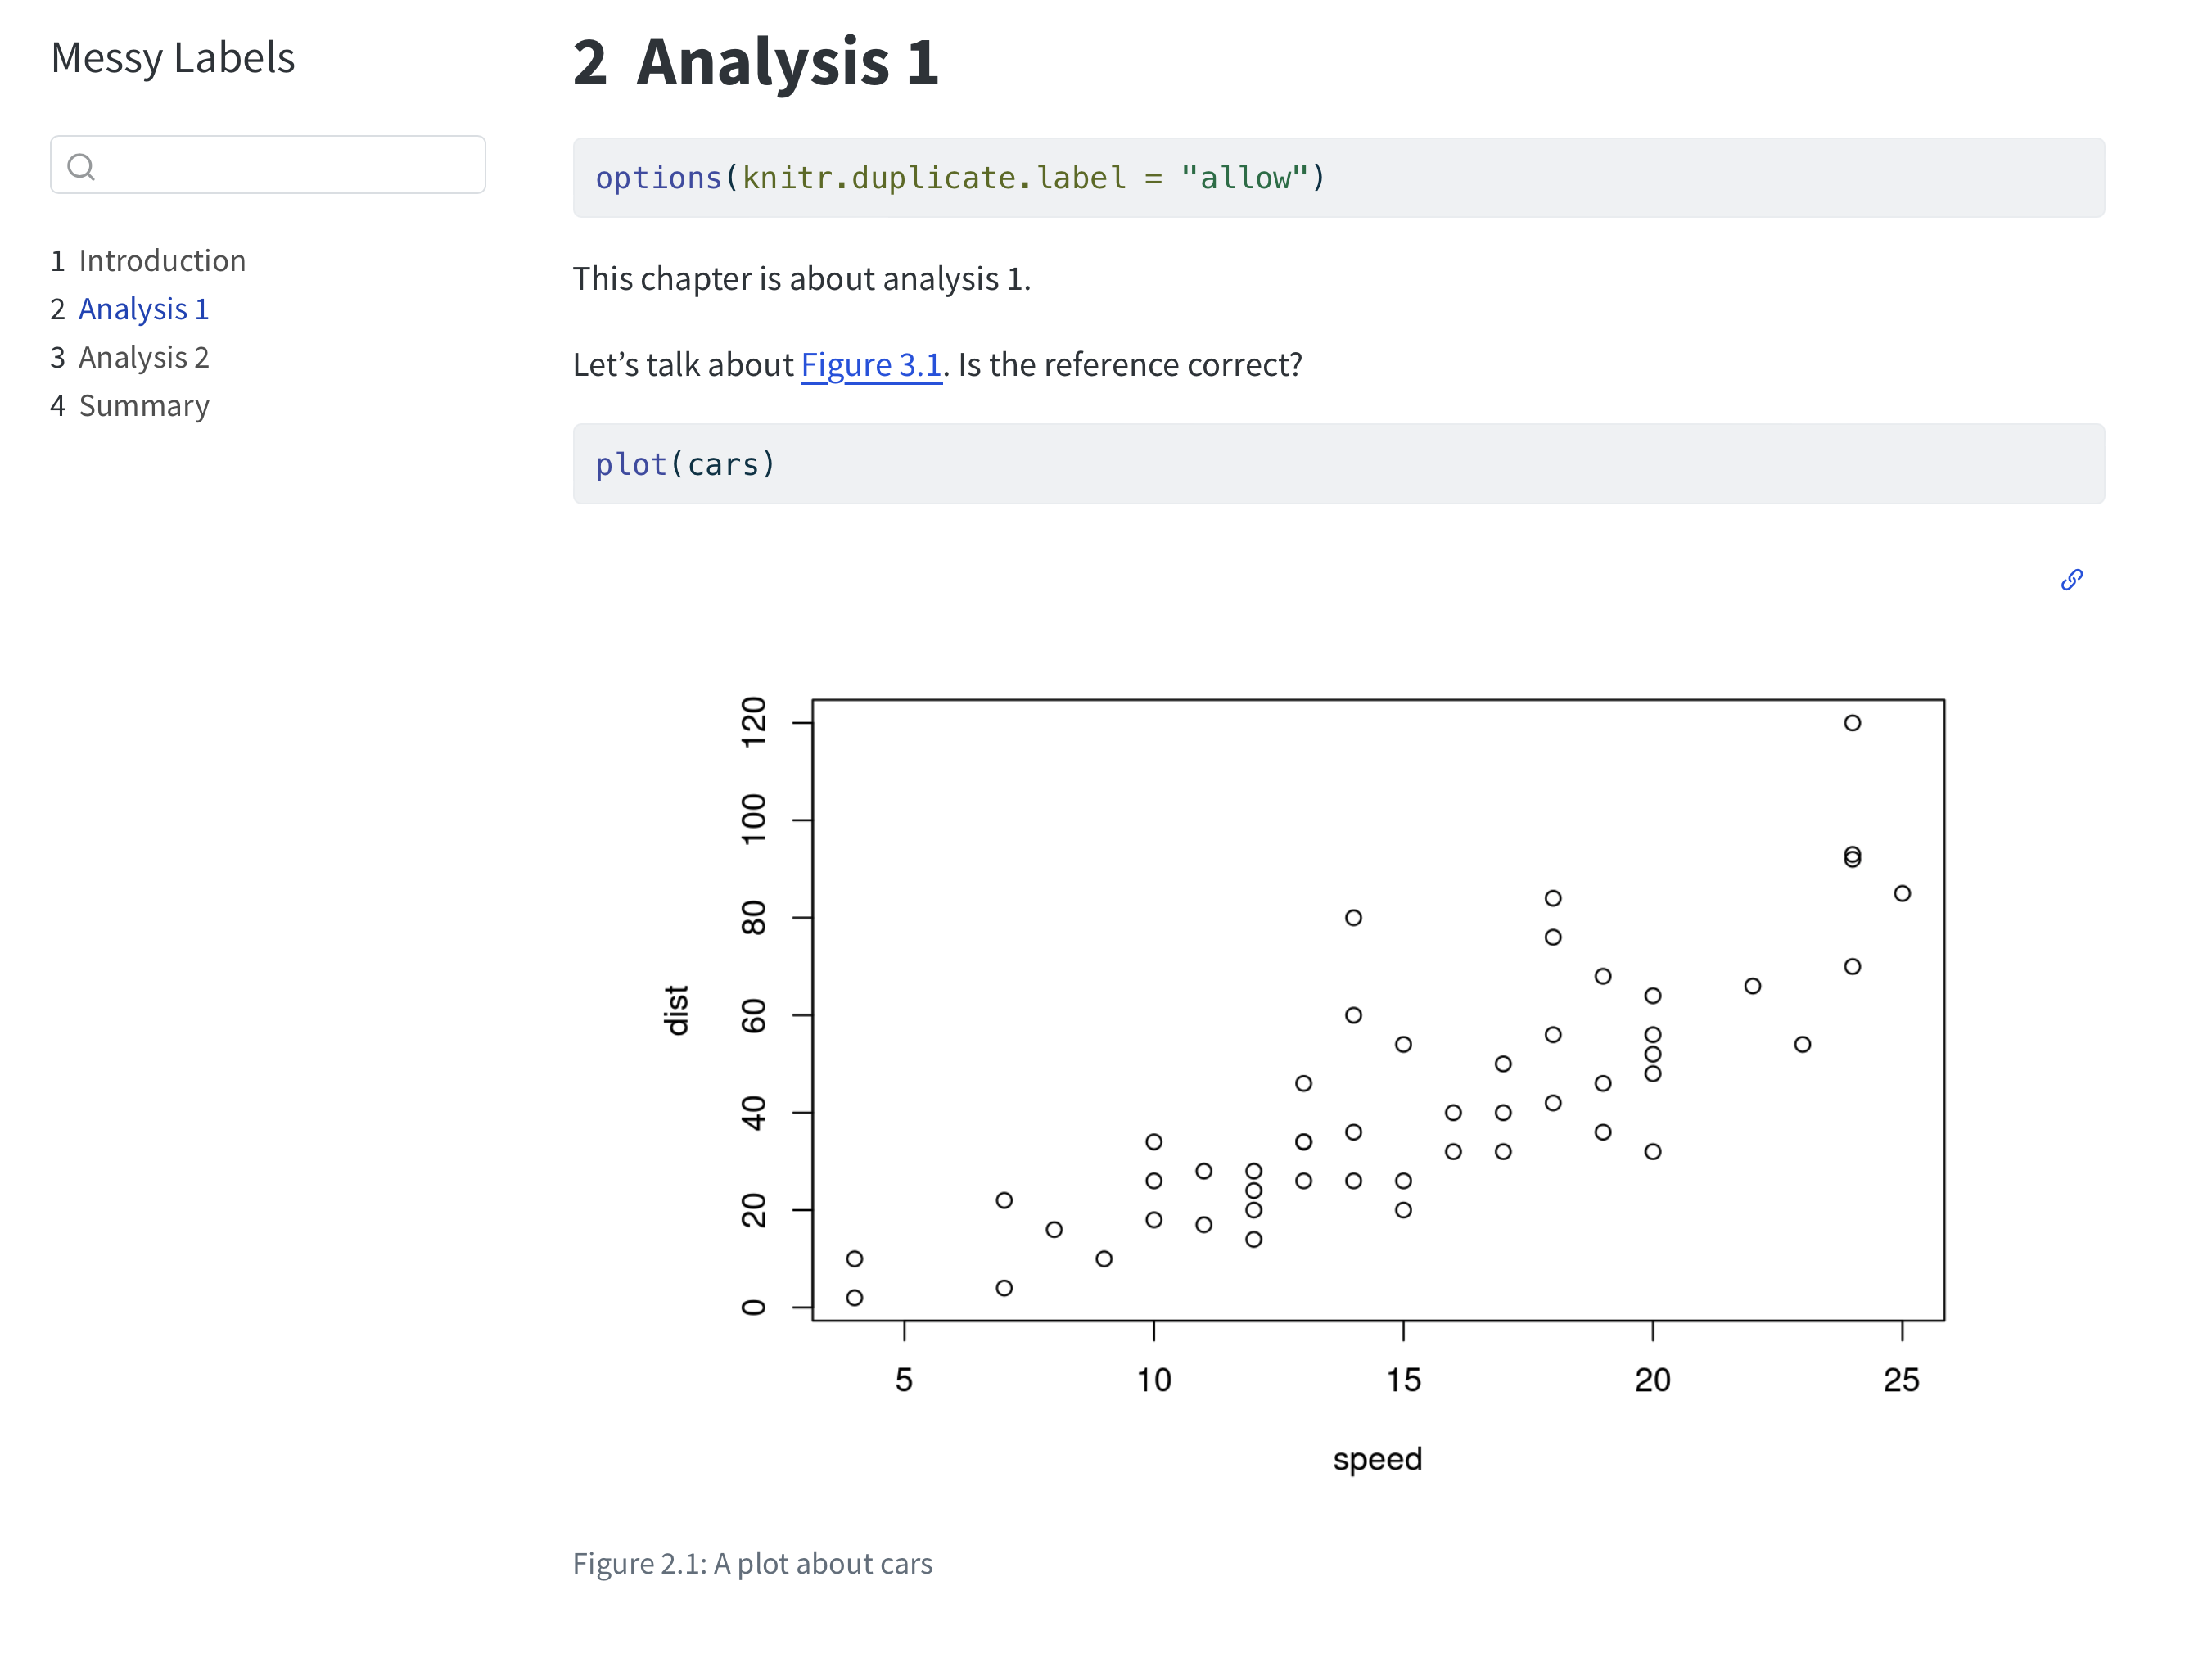 Messy Labels
1 Introduction
2 Analysis 1
3 Analysis 2
4 Summary
2 Analysis 1
options(knitr.duplicate.label = "allow")
This chapter is about analysis 1.
Let’s talk about Figure 3.1. Is the reference correct?
plot(cars)
120
100
80
60
40
20
0
dist
5 10 15 20 25
speed
Figure 2.1: A plot about cars